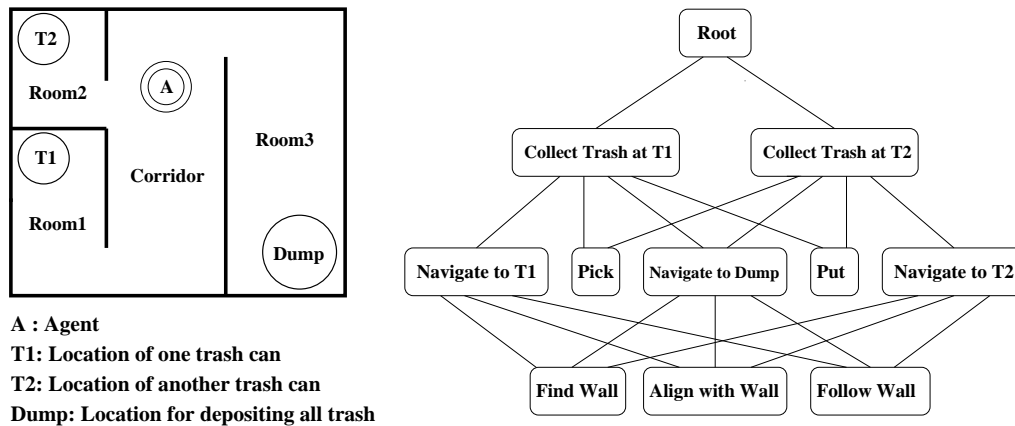 T2
A
Room2
Room3
T1
Corridor
Room1
Dump
A : Agent
T1: Location of one trash can
T2: Location of another trash can
Dump: Location for depositing all trash
Root
Collect Trash at T1
Collect Trash at T2
Navigate to T1
Pick
Navigate to Dump
Put
Navigate to T2
Find Wall
Align with Wall
Follow Wall